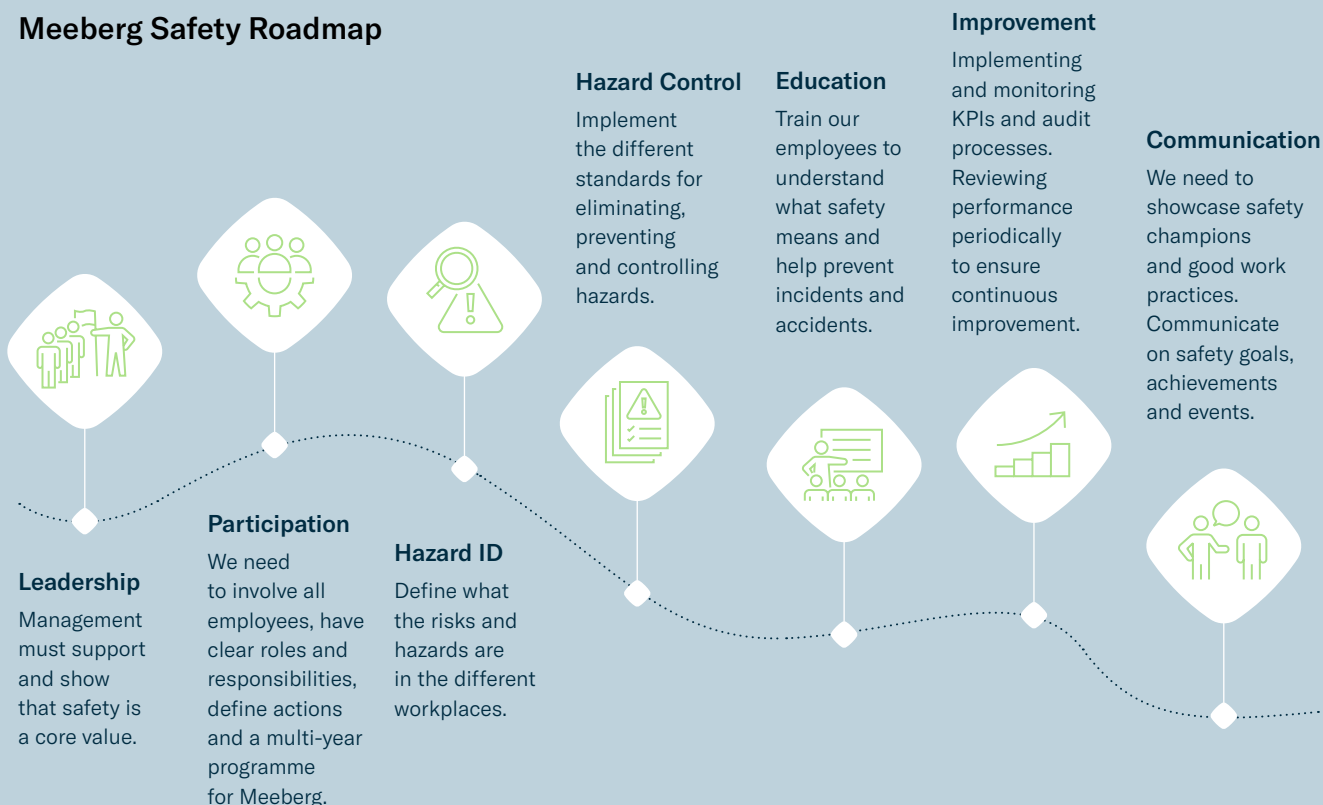 Meeberg Safety Roadmap
Leadership
Management
must support
and show
that safety is
a core value.
Participation
We need
to involve all
employees, have
clear roles and
responsibilities,
define actions
and a multi-year
programme
for Meeberg.
Hazard ID
Define what
the risks and
hazards are
in the different
workplaces.
Hazard Control
Implement
the different
standards for
eliminating,
preventing
and controlling
hazards.
Education
Train our
employees to
understand
what safety
means and
help prevent
incidents and
accidents.
Improvement
Implementing
and monitoring
KPIs and audit
processes.
Reviewing
performance
periodically
to ensure
continuous
improvement.
Communication
We need to
showcase safety
champions
and good work
practices.
Communicate
on safety goals,
achievements
and events.